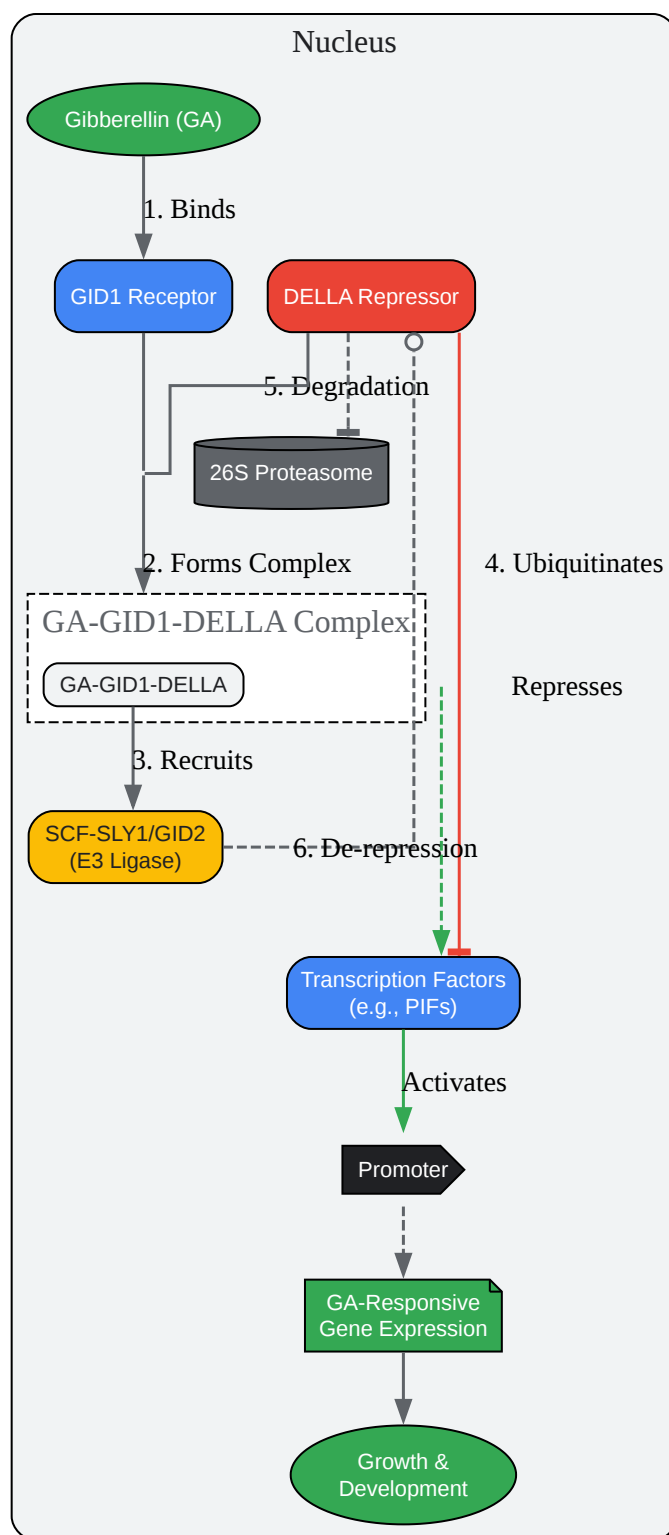 Nucleus
Gibberellin (GA)
1. Binds
GID1 Receptor
DELLA Repressor
5. Degradation
26S Proteasome
2. Forms Complex
4. Ubiquitinates
GA-GID1-DELLA Complex
GA-GID1-DELLA
Represses
3. Recruits
SCF-SLY1/GID2
(E3 Ligase)
6. De-repression
Transcription Factors
(e.g., PIFs)
Activates
Promoter
GA-Responsive
Gene Expression
Growth &
Development